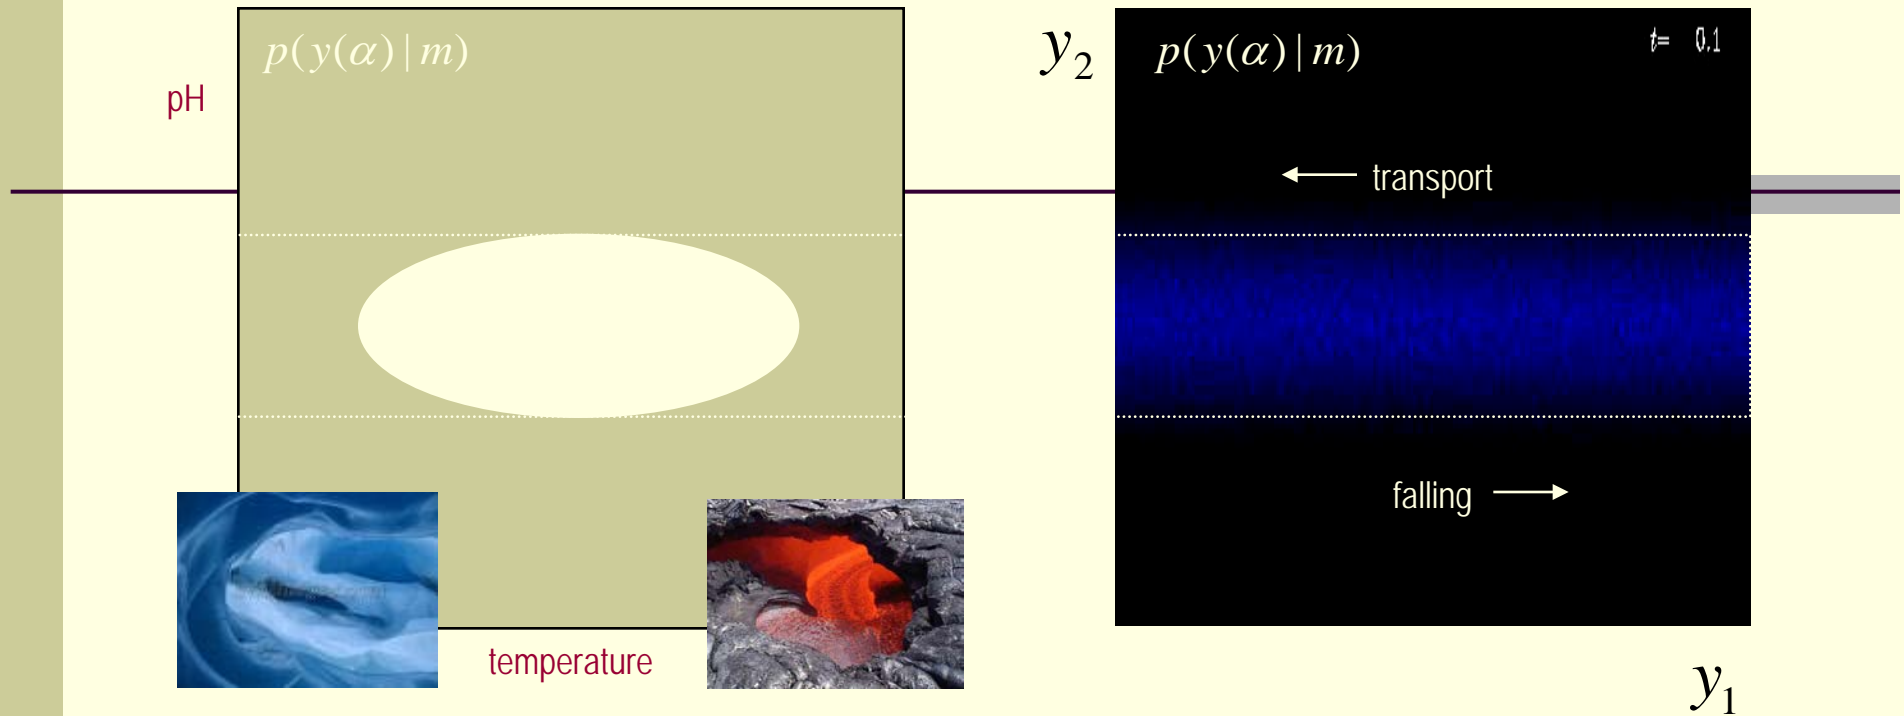 p(y(α) | m)
pH
temperature
y₂
p(y(α) | m)
t= 0.1
transport
falling
y₁